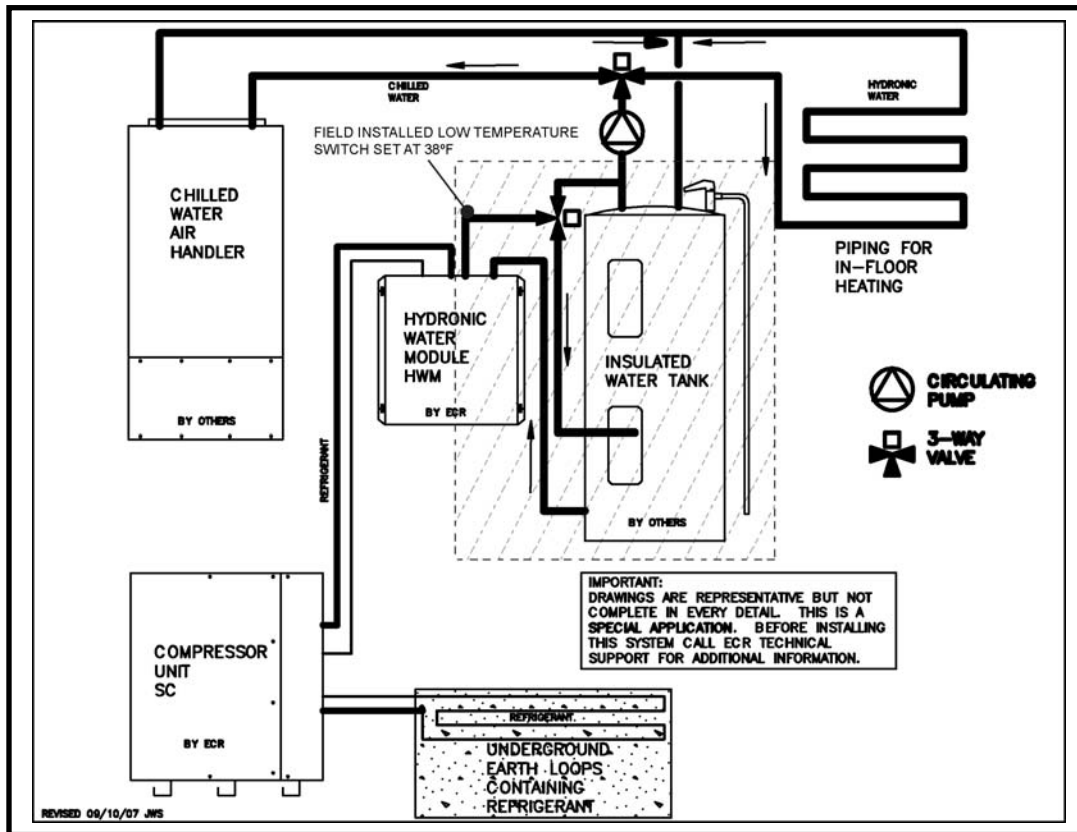 CHILLED
WATER
HYDRONIC
WATER
FIELD INSTALLED LOW TEMPERATURE
SWITCH SET AT 38ºF
CHILLED
WATER
AIR
HANDLER
BY OTHERS
PIPING FOR
IN-FLOOR
HEATING
HYDRONIC
WATER
MODULE
HWM
BY ECR
INSULATED
WATER TANK
BY OTHERS
CIRCULATING
PUMP
3-WAY
VALVE
REFRIGERANT
IMPORTANT:
DRAWINGS ARE REPRESENTATIVE BUT NOT
COMPLETE IN EVERY DETAIL. THIS IS A
SPECIAL APPLICATION. BEFORE INSTALLING
THIS SYSTEM CALL ECR TECHNICAL
SUPPORT FOR ADDITIONAL INFORMATION.
COMPRESSOR
UNIT
SC
BY ECR
REFRIGERANT
UNDERGROUND
EARTH LOOPS
CONTAINING
REFRIGERANT
REVISED 09/10/07 JWS